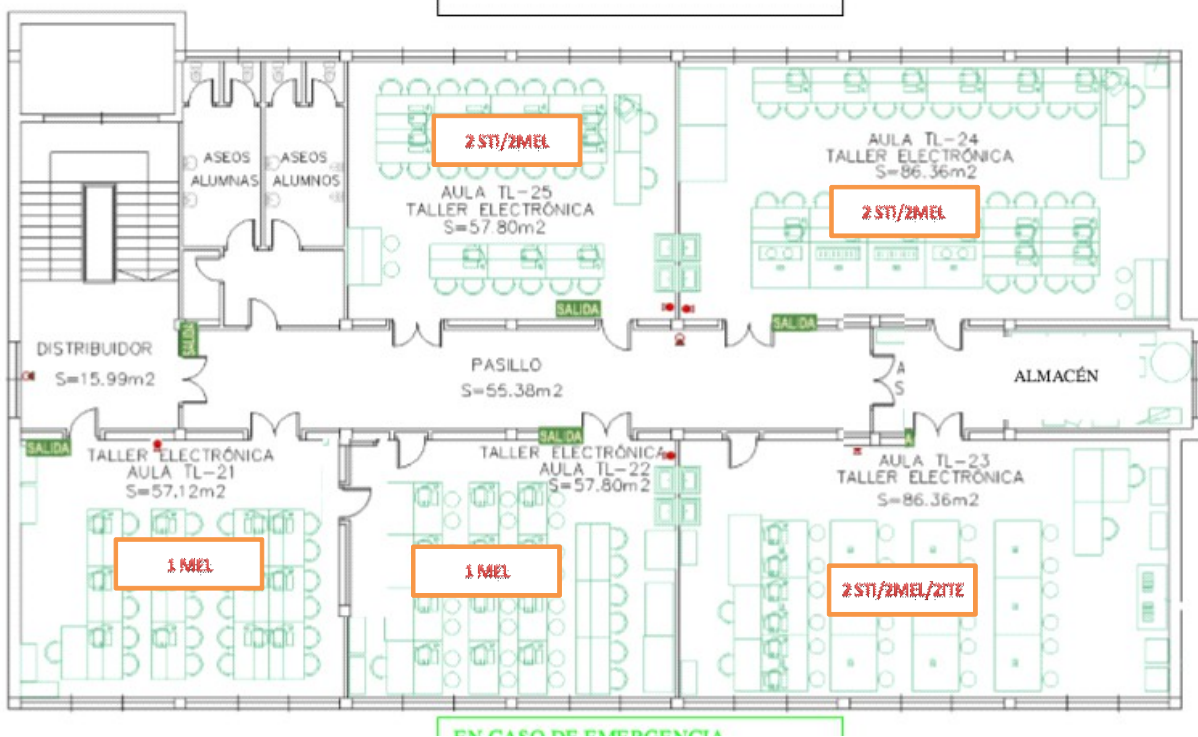 ASEOS
ALUMNAS
ASEOS
ALUMNOS
2 STI/2MEL
AULA TL-25
TALLER ELECTRÓNICA
S=57.80m2
AULA TL-24
TALLER ELECTRÓNICA
S=86.36m2
2 STI/2MEL
SALIDA
SALIDA
SALIDA
DISTRIBUIDOR
S=15.99m2
PASILLO
S=55.38m2
A
S
ALMACÉN
SALIDA
TALLER ELECTRÓNICA
AULA TL-21
S=57.12m2
1 MEL
SALIDA
TALLER ELECTRÓNICA
AULA TL-22
S=57.80m2
1 MEL
A
AULA TL-23
TALLER ELECTRÓNICA
S=86.36m2
2 STI/2MEL/2ITE
EN CASO DE EMERGENCIA